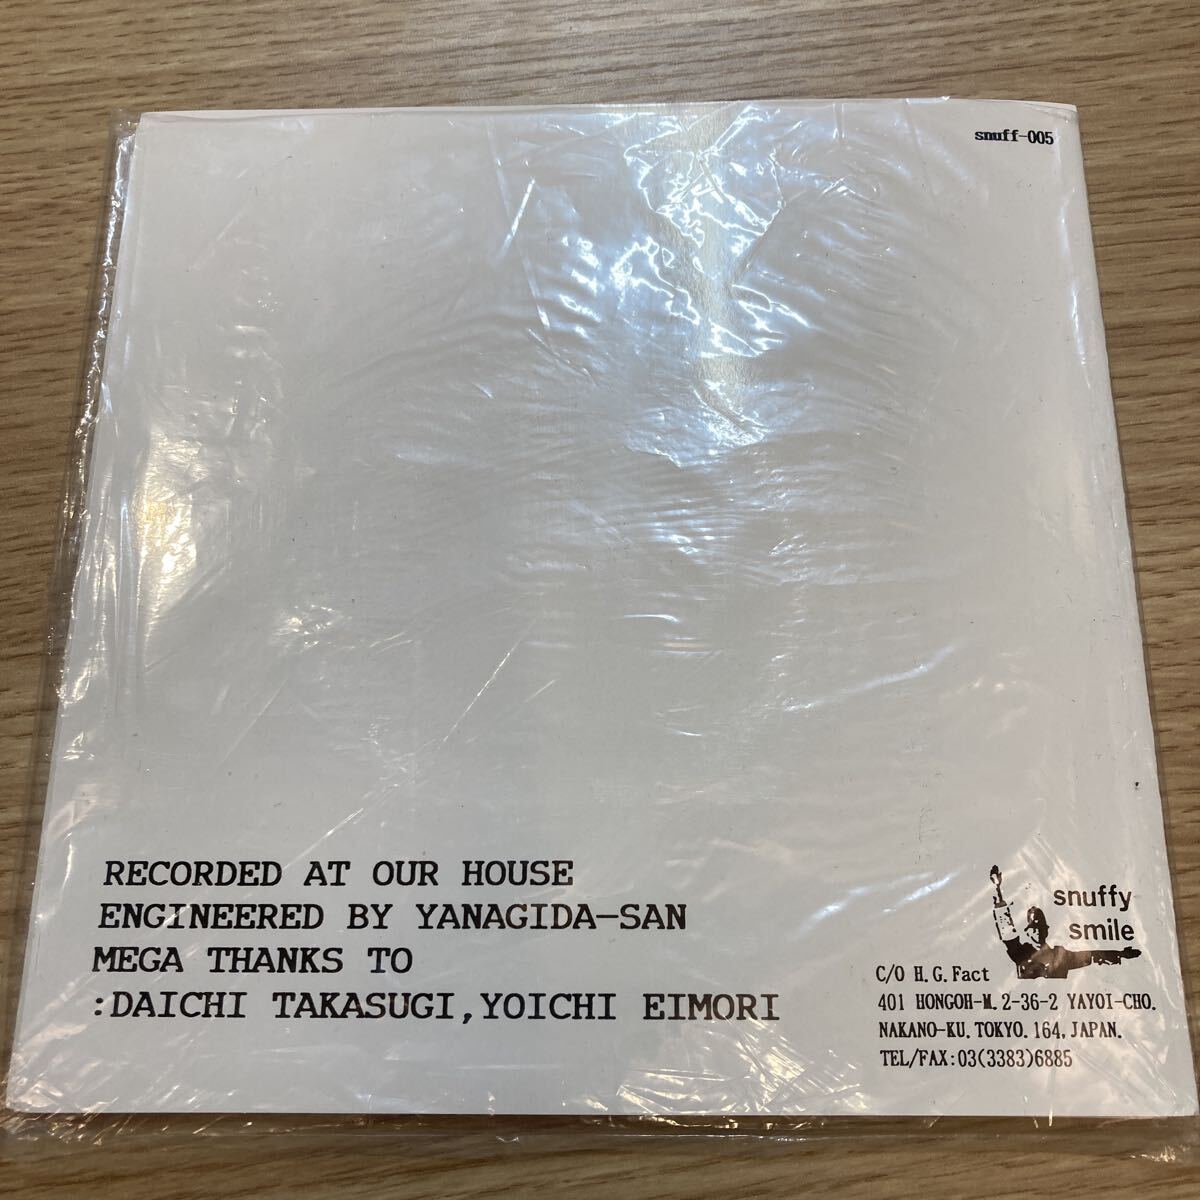 snuff-005
RECORDED AT OUR HOUSE
ENGINEERED BY YANAGIDA-SAN
MEGA THANKS TO
:DAICHI TAKASUGI,YOICHI EIMORI
snuffy
smile
C/O H.G.Fact
401 HONGOH-M.2-36-2 YAYOI-CHO.
NAKANO-KU.TOKYO.164,JAPAN.
TEL/FAX:03(3383)6885